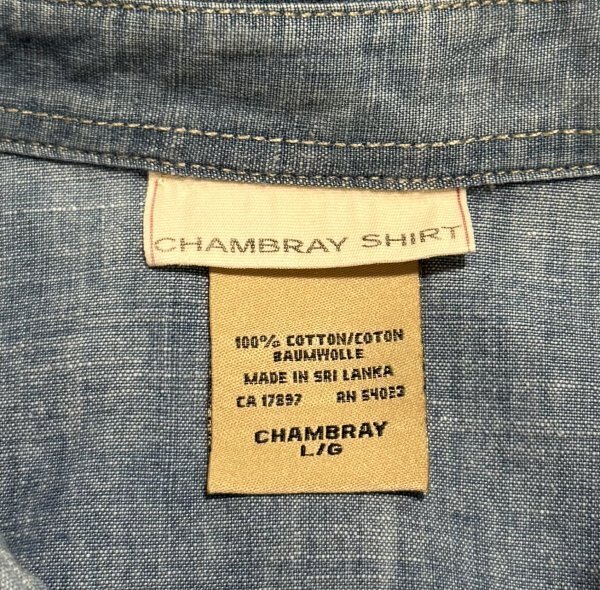 CHAMBRAY SHIRT
100% COTTON/COTON
BAUMWOLLE
MADE IN SRI LANKA
CA 17897 RN 54023
CHAMBRAY
L/G